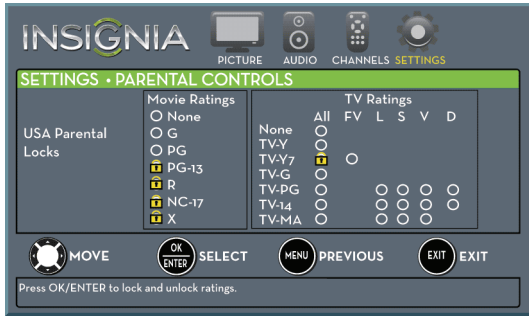 INSIGNIA
PICTURE AUDIO CHANNELS SETTINGS
SETTINGS • PARENTAL CONTROLS
USA Parental
Locks
Movie Ratings
None
G
PG
PG-13
R
NC-17
X
TV Ratings
All FV L S V D
None
TV-Y
TV-Y7
TV-G
TV-PG
TV-14
TV-MA
MOVE
OK
ENTER
SELECT
MENU
PREVIOUS
EXIT
EXIT
Press OK/ENTER to lock and unlock ratings.